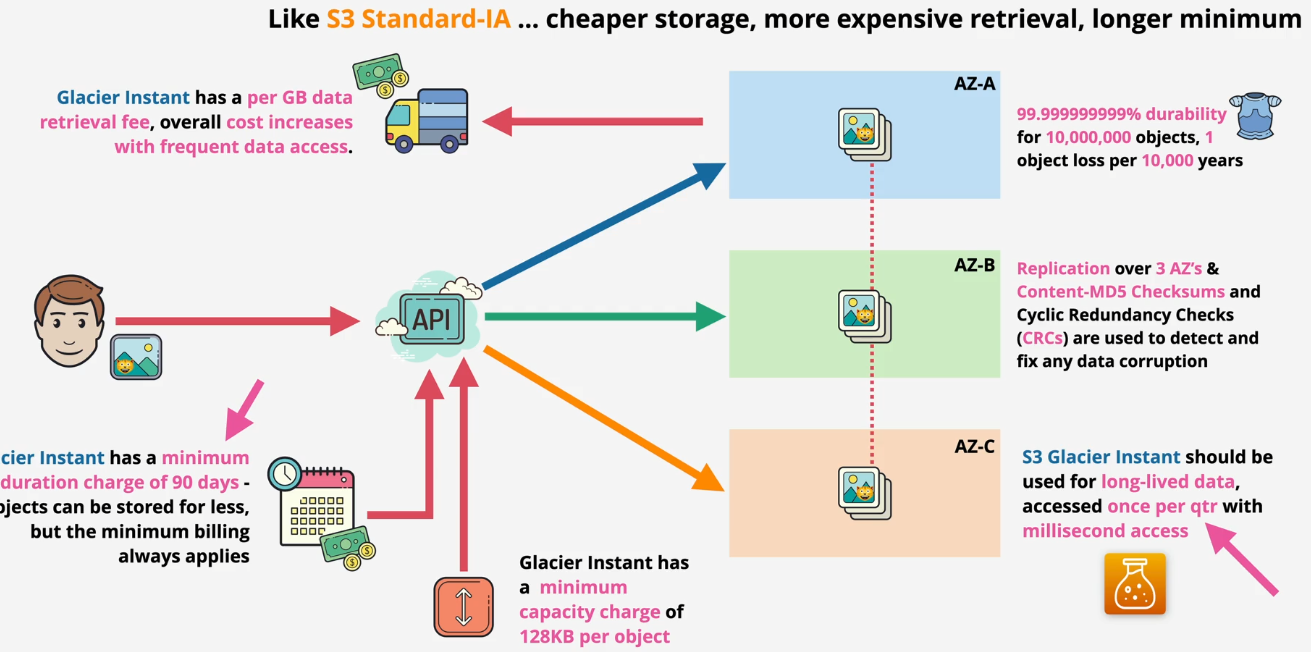 Like S3 Standard-IA ... cheaper storage, more expensive retrieval, longer minimum
Glacier Instant has a per GB data
retrieval fee, overall cost increases
with frequent data access.
AZ-A
99.999999999% durability
for 10,000,000 objects, 1
object loss per 10,000 years
AZ-B
Replication over 3 AZ's &
Content-MD5 Checksums and
Cyclic Redundancy Checks
(CRCs) are used to detect and
fix any data corruption
API
cier Instant has a minimum
duration charge of 90 days -
jects can be stored for less,
but the minimum billing
always applies
AZ-C
S3 Glacier Instant should be
used for long-lived data,
accessed once per qtr with
millisecond access
Glacier Instant has
a minimum
capacity charge of
128KB per object